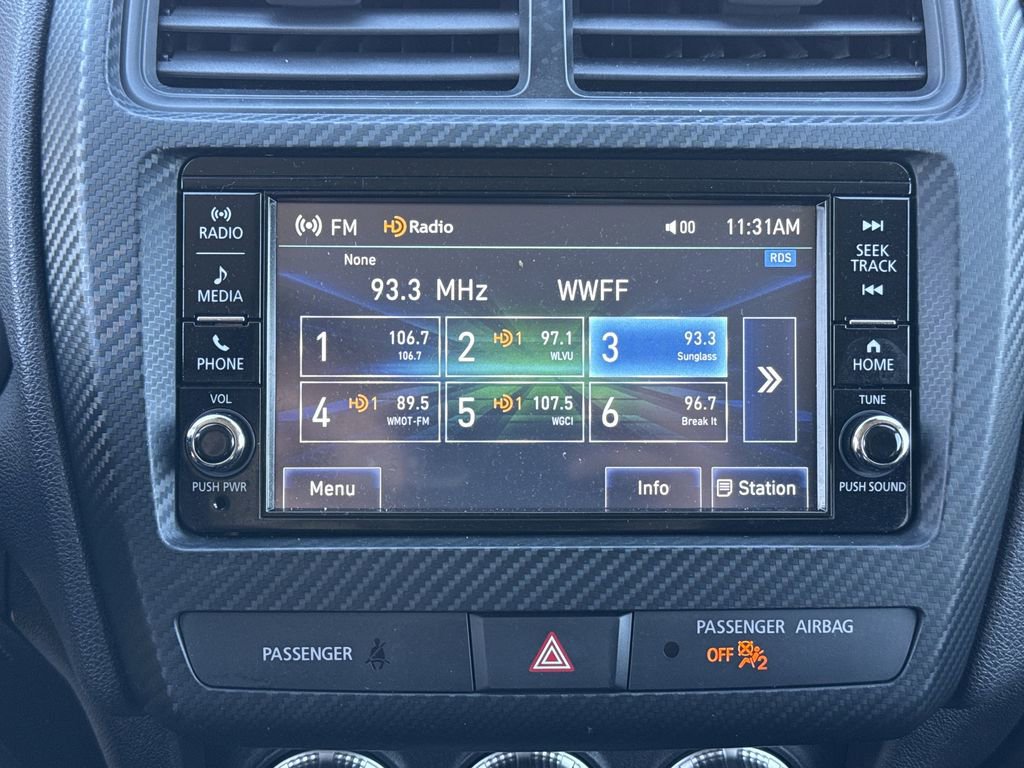 RADIO
MEDIA
PHONE
VOL
PUSH PWR
FM HD Radio 00 11:31AM
None RDS
93.3 MHz WWFF
1 106.7 106.7
2 HD 1 97.1 WLVU
3 93.3 Sunglass
4 HD 1 89.5 WMOT-FM
5 HD 1 107.5 WGCI
6 96.7 Break It
Menu Info Station
SEEK
TRACK
HOME
TUNE
PUSH SOUND
PASSENGER
PASSENGER AIRBAG
OFF 2